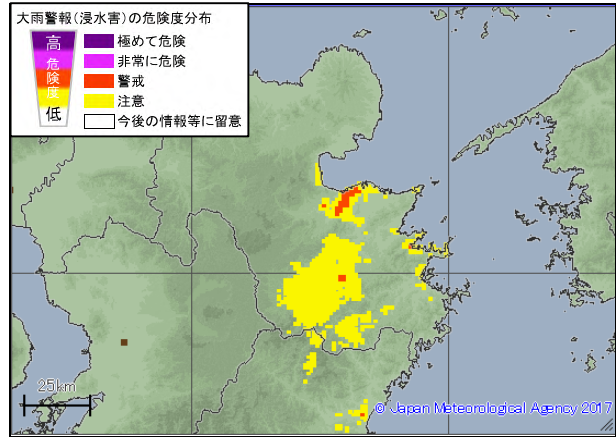 大雨警報(浸水害)の危険度分布
高
危
険
度
低
極めて危険
非常に危険
警戒
注意
今後の情報等に留意
25km
© Japan Meteorological Agency 2017